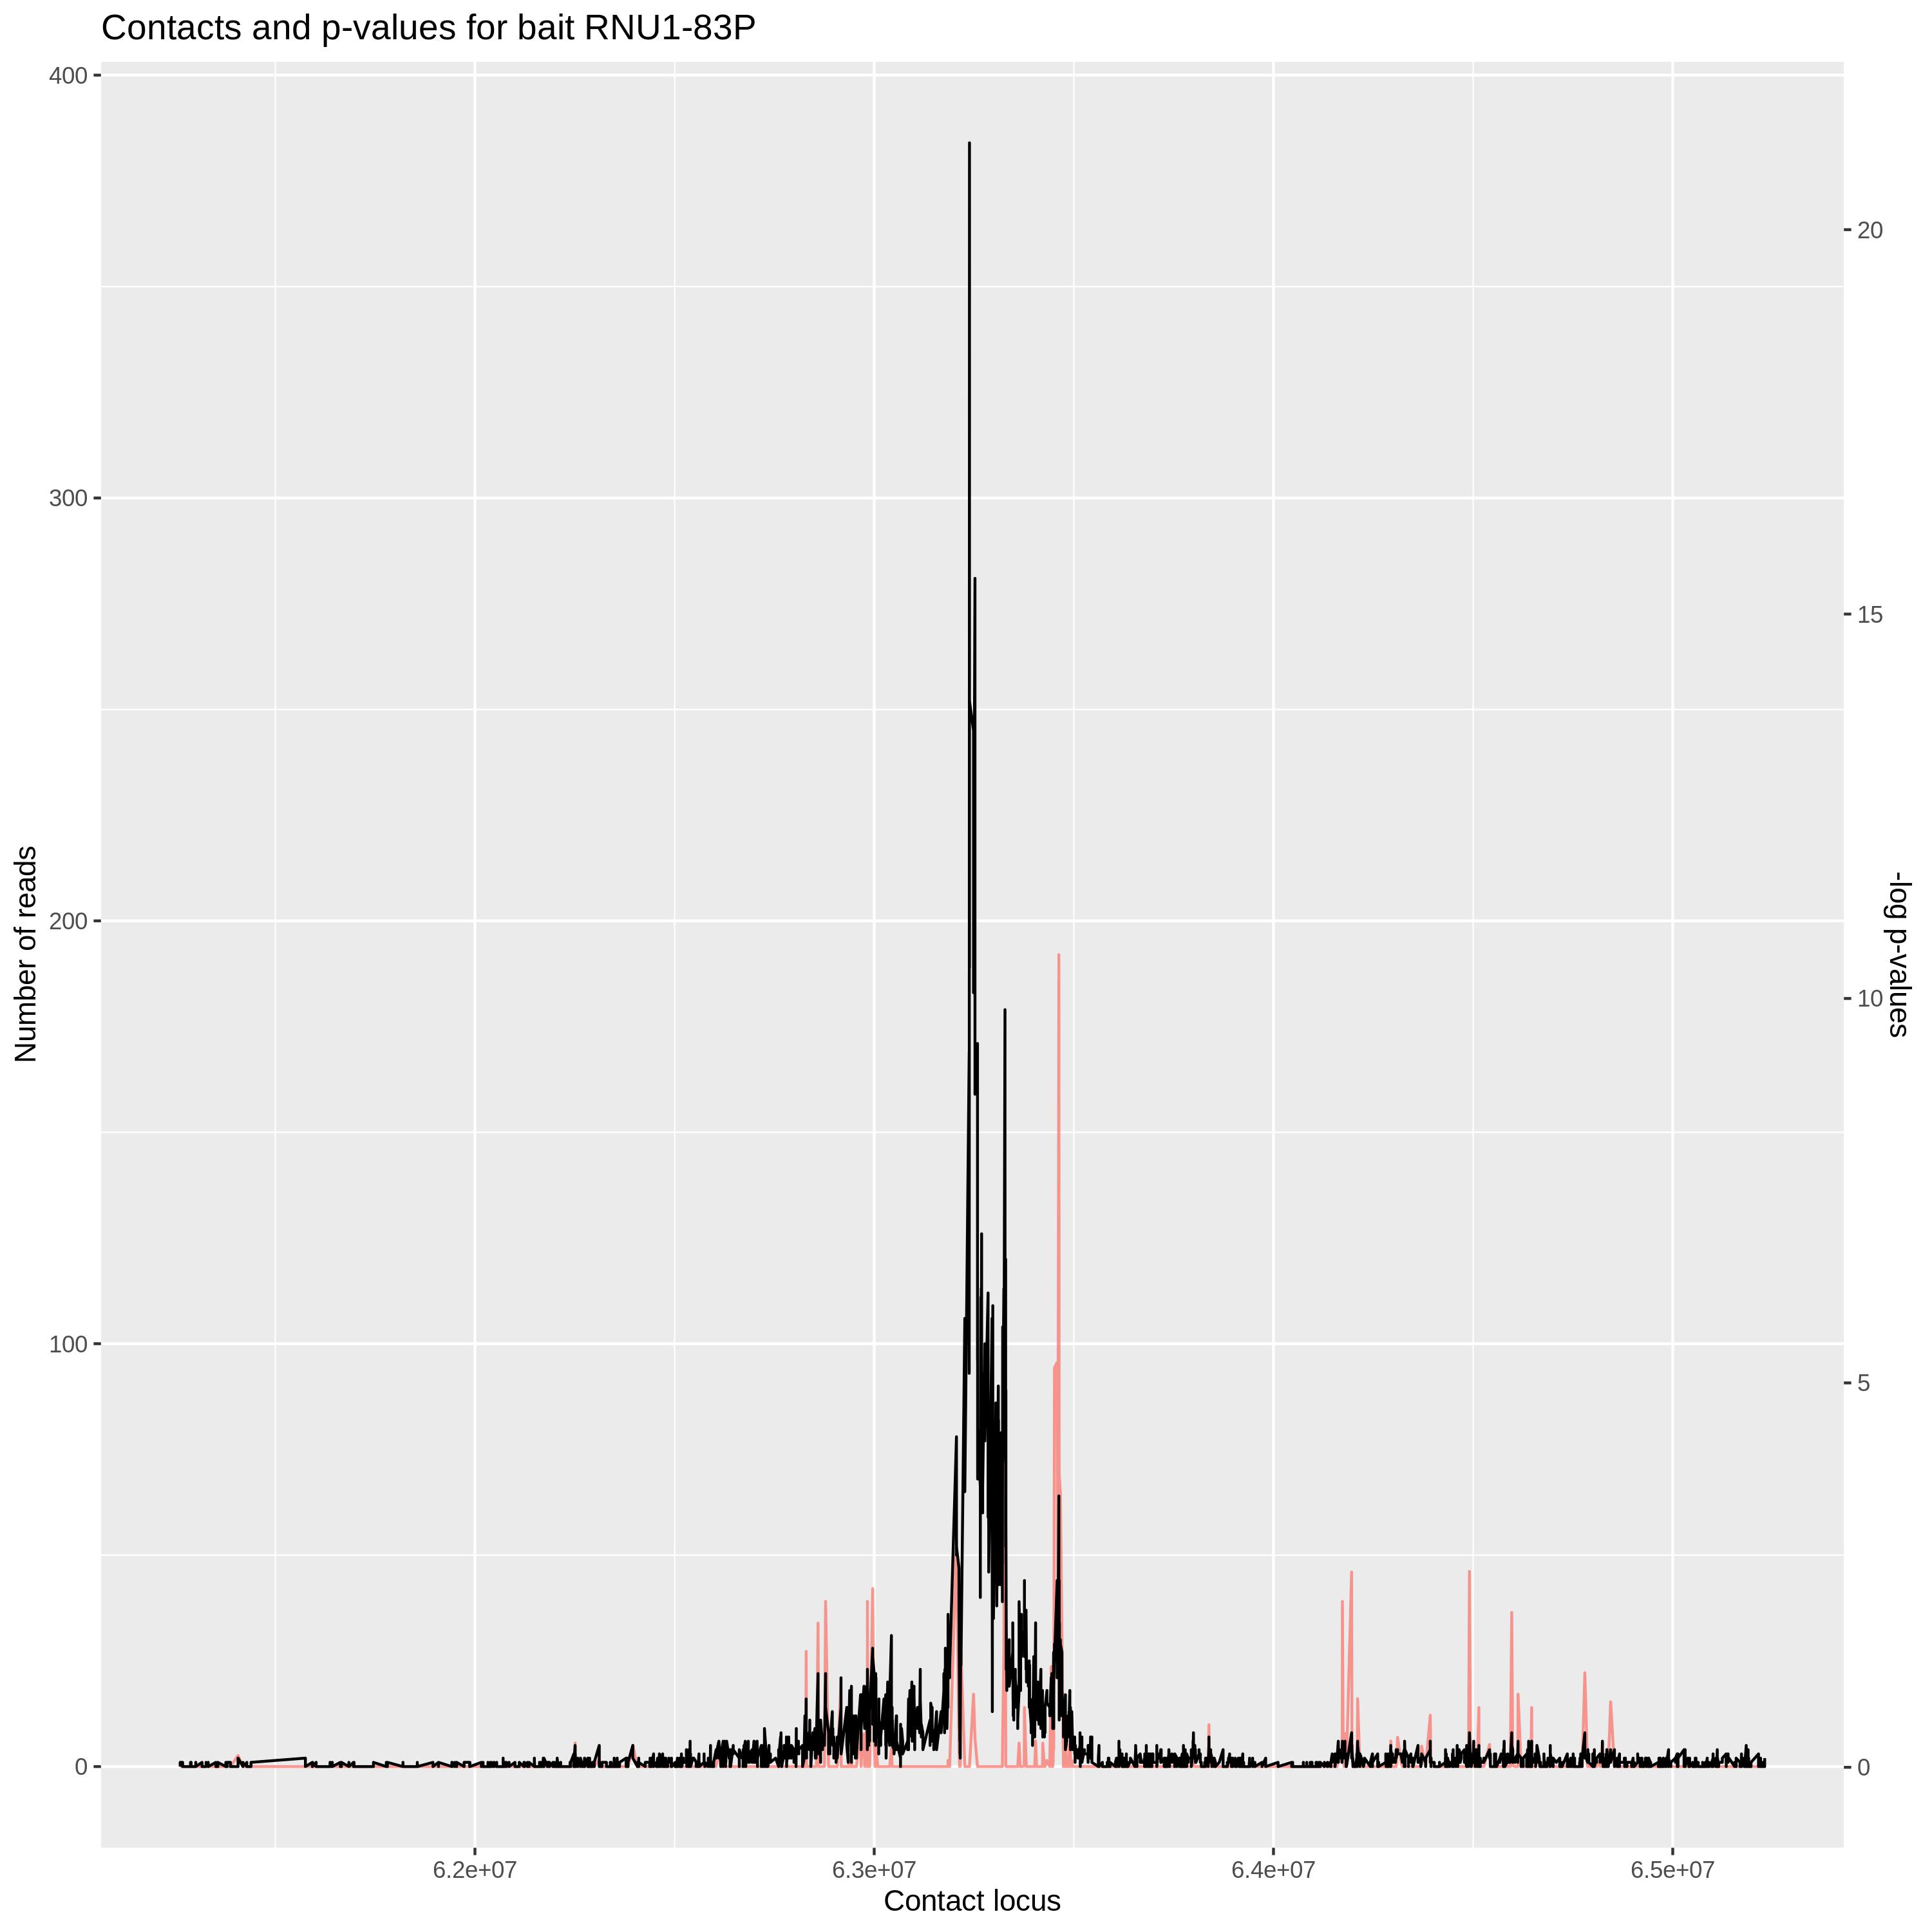 Contacts and p-values for bait RNU1-83P
400
300
200
100
0
Number of reads
20
15
10
5
0
-log p-values
6.2e+07
6.3e+07
6.4e+07
6.5e+07
Contact locus